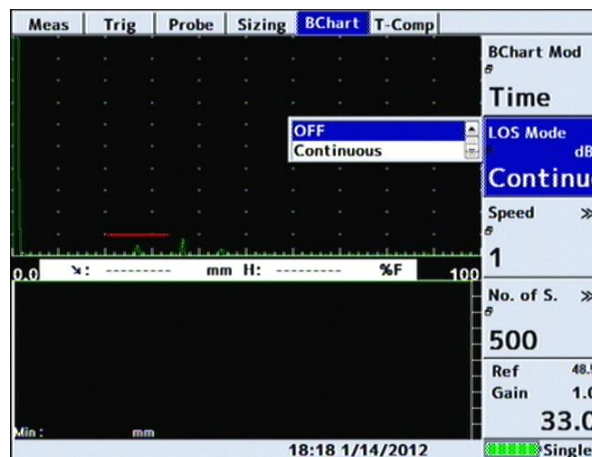 Meas Trig Probe Sizing BChart T-Comp
BChart Mod
Time
OFF
Continuous
LOS Mode
dB
Continu
Speed
1
0.0 : --------- mm H: --------- %F 100
No. of S.
500
Ref 48.
Gain 1.0
33.0
Min : mm
18:18 1/14/2012
Single